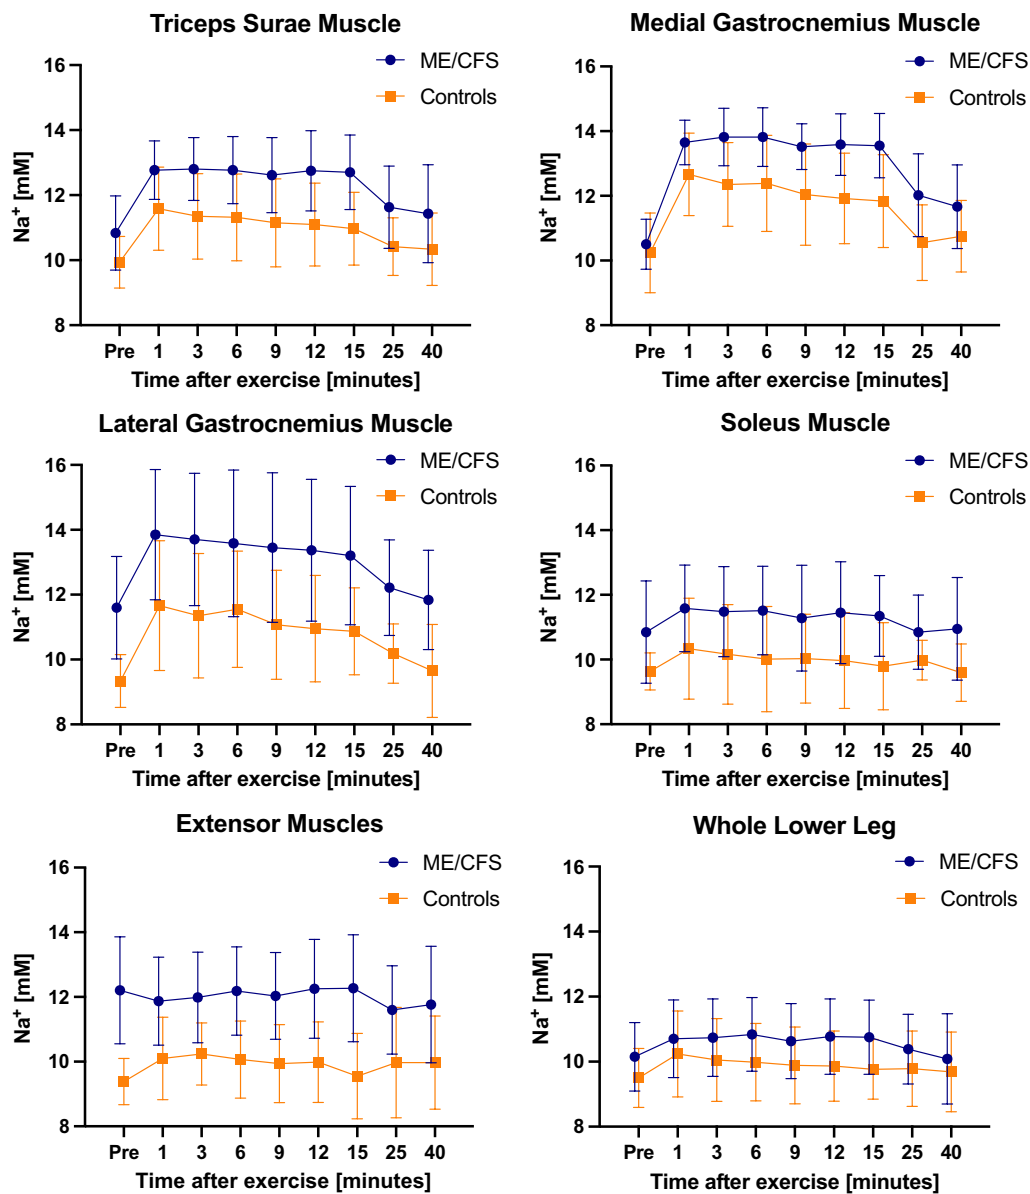 Triceps Surae Muscle
ME/CFS
Controls
Na⁺ [mM]
16
14
12
10
8
Pre 1 3 6 9 12 15 25 40
Time after exercise [minutes]
Medial Gastrocnemius Muscle
ME/CFS
Controls
Na⁺ [mM]
16
14
12
10
8
Pre 1 3 6 9 12 15 25 40
Time after exercise [minutes]
Lateral Gastrocnemius Muscle
ME/CFS
Controls
Na⁺ [mM]
16
14
12
10
8
Pre 1 3 6 9 12 15 25 40
Time after exercise [minutes]
Soleus Muscle
ME/CFS
Controls
Na⁺ [mM]
16
14
12
10
8
Pre 1 3 6 9 12 15 25 40
Time after exercise [minutes]
Extensor Muscles
ME/CFS
Controls
Na⁺ [mM]
16
14
12
10
8
Pre 1 3 6 9 12 15 25 40
Time after exercise [minutes]
Whole Lower Leg
ME/CFS
Controls
Na⁺ [mM]
16
14
12
10
8
Pre 1 3 6 9 12 15 25 40
Time after exercise [minutes]